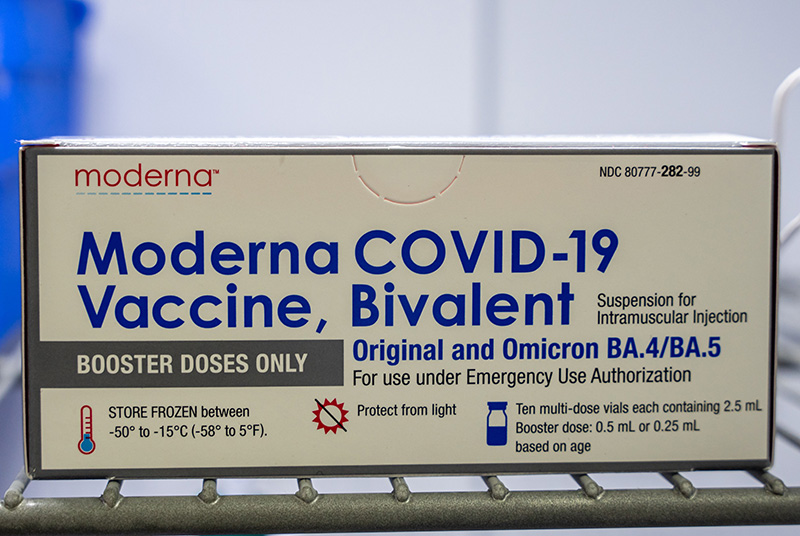 moderna™
NDC 80777-282-99
Moderna COVID-19
Vaccine, Bivalent
Suspension for
Intramuscular Injection
BOOSTER DOSES ONLY
Original and Omicron BA.4/BA.5
For use under Emergency Use Authorization
STORE FROZEN between
-50° to -15°C (-58° to 5°F).
Protect from light
Ten multi-dose vials each containing 2.5 mL
Booster dose: 0.5 mL or 0.25 mL
based on age